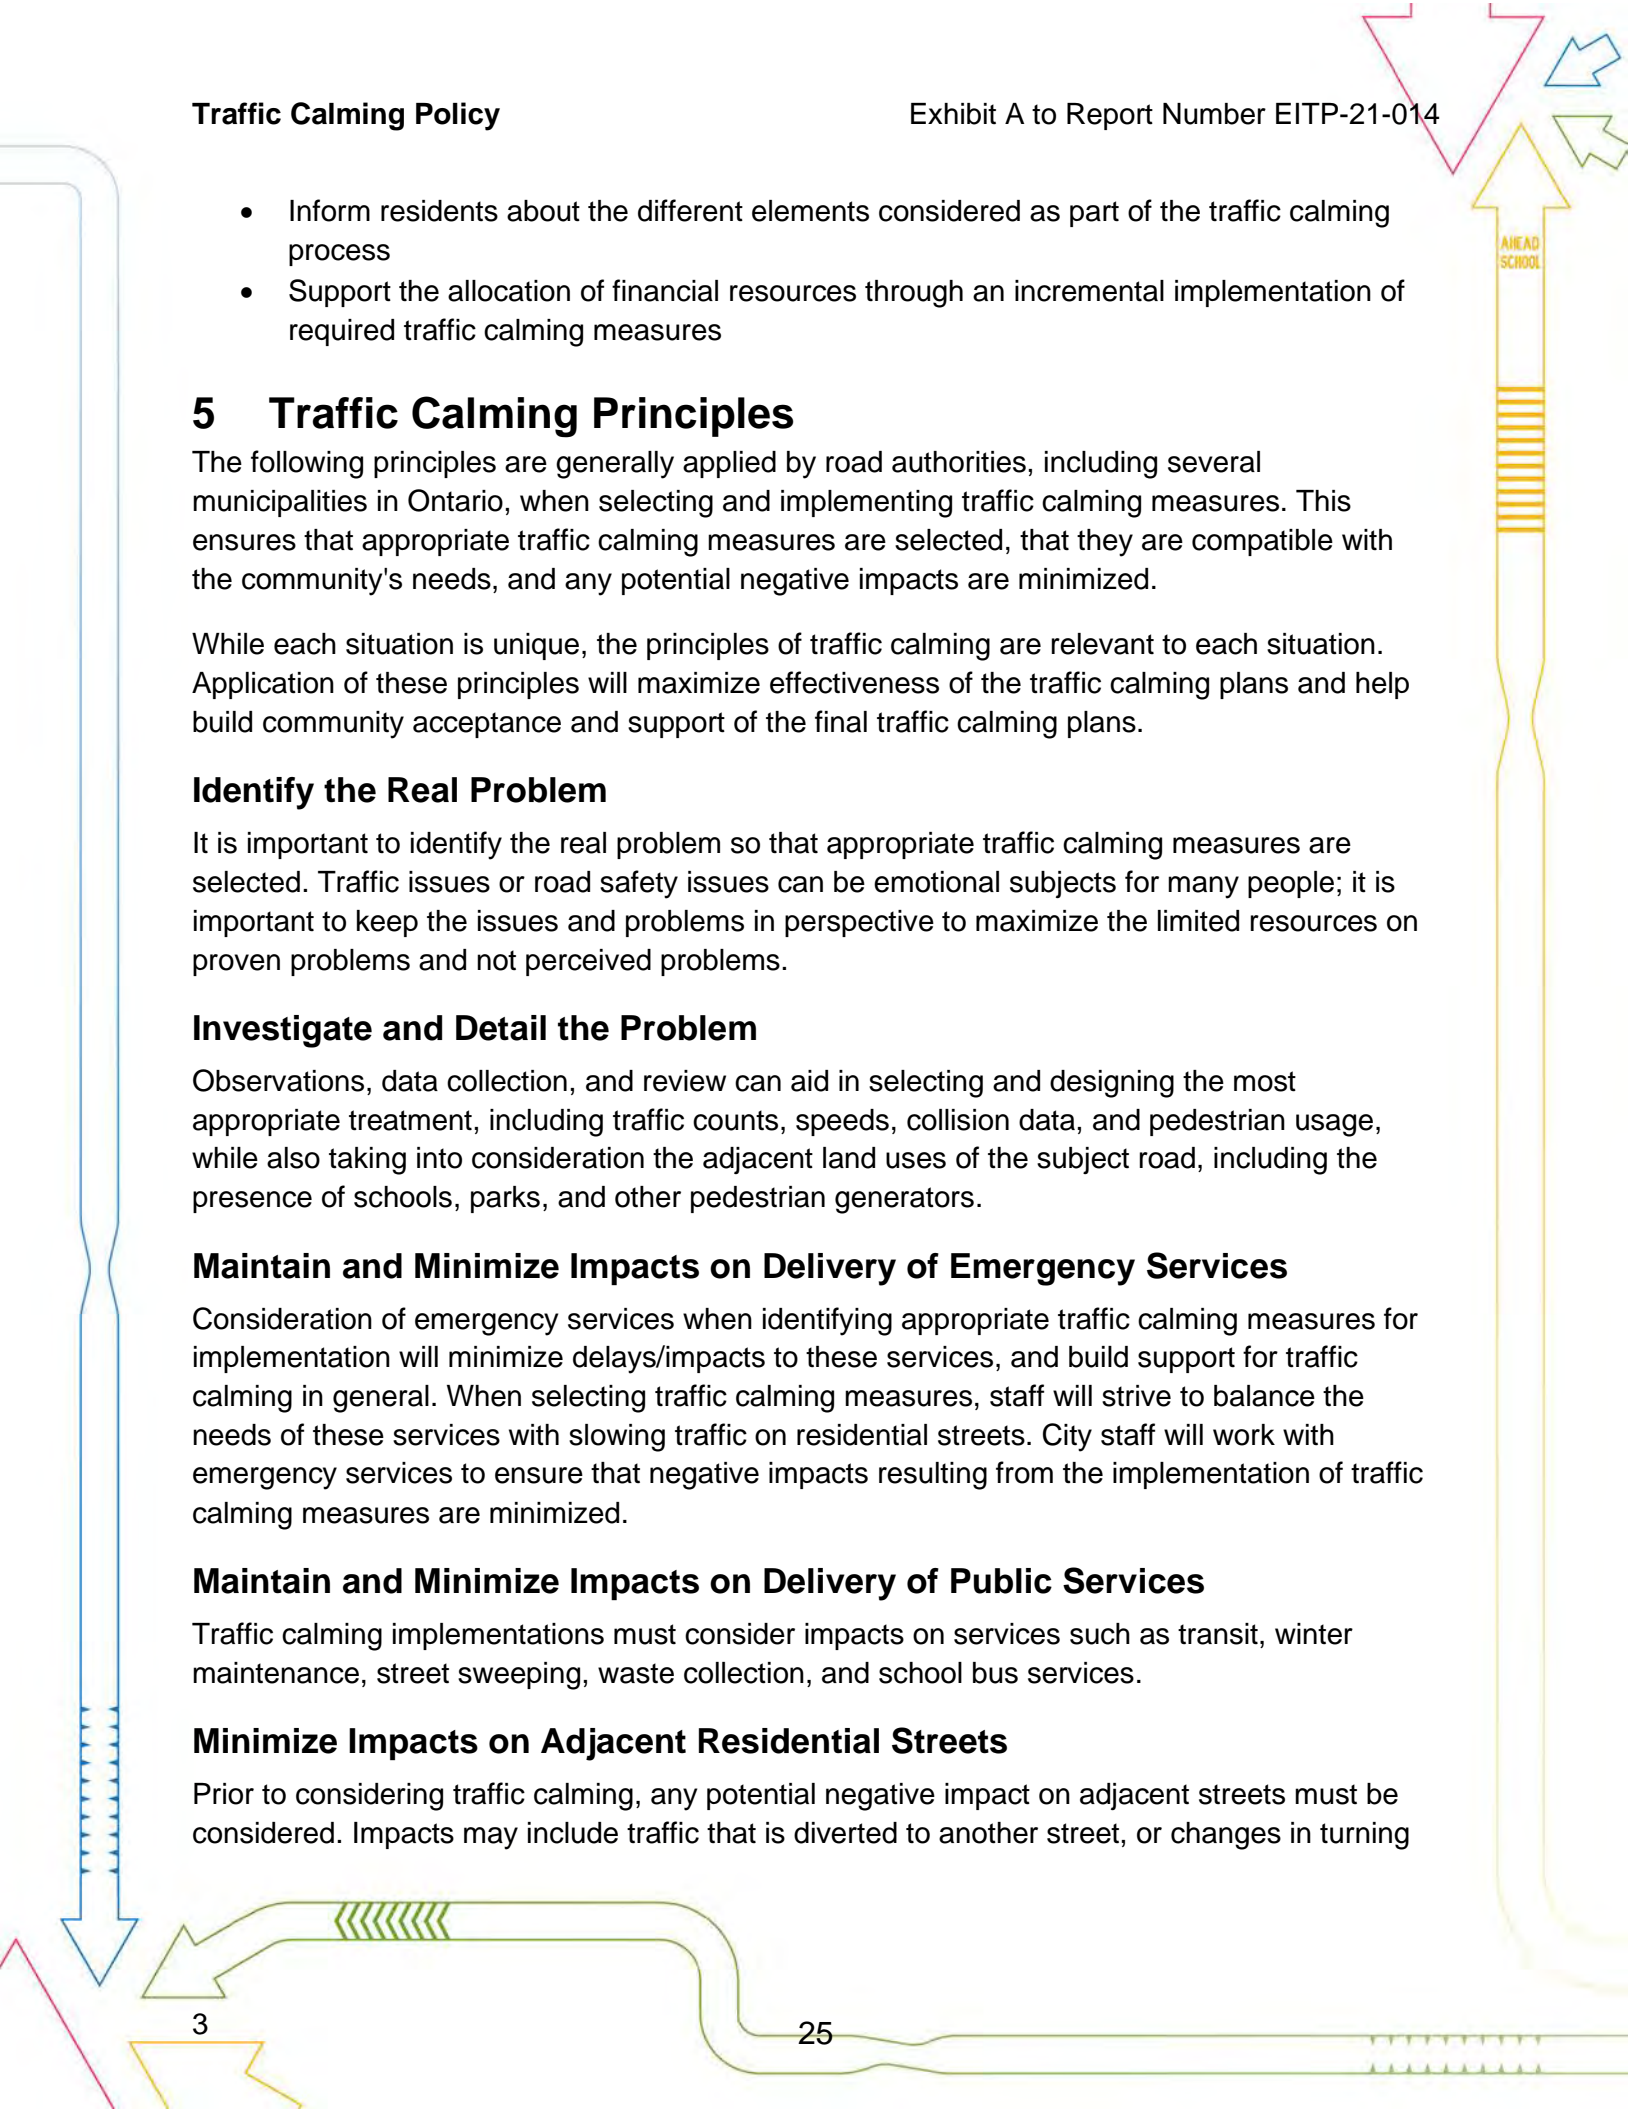 Traffic Calming Policy
Exhibit A to Report Number EITP-21-014
• Inform residents about the different elements considered as part of the traffic calming
process
• Support the allocation of financial resources through an incremental implementation of
required traffic calming measures
AHEAD
SCHOOL
5 Traffic Calming Principles
The following principles are generally applied by road authorities, including several
municipalities in Ontario, when selecting and implementing traffic calming measures. This
ensures that appropriate traffic calming measures are selected, that they are compatible with
the community's needs, and any potential negative impacts are minimized.
While each situation is unique, the principles of traffic calming are relevant to each situation.
Application of these principles will maximize effectiveness of the traffic calming plans and help
build community acceptance and support of the final traffic calming plans.
Identify the Real Problem
It is important to identify the real problem so that appropriate traffic calming measures are
selected. Traffic issues or road safety issues can be emotional subjects for many people; it is
important to keep the issues and problems in perspective to maximize the limited resources on
proven problems and not perceived problems.
Investigate and Detail the Problem
Observations, data collection, and review can aid in selecting and designing the most
appropriate treatment, including traffic counts, speeds, collision data, and pedestrian usage,
while also taking into consideration the adjacent land uses of the subject road, including the
presence of schools, parks, and other pedestrian generators.
Maintain and Minimize Impacts on Delivery of Emergency Services
Consideration of emergency services when identifying appropriate traffic calming measures for
implementation will minimize delays/impacts to these services, and build support for traffic
calming in general. When selecting traffic calming measures, staff will strive to balance the
needs of these services with slowing traffic on residential streets. City staff will work with
emergency services to ensure that negative impacts resulting from the implementation of traffic
calming measures are minimized.
Maintain and Minimize Impacts on Delivery of Public Services
Traffic calming implementations must consider impacts on services such as transit, winter
maintenance, street sweeping, waste collection, and school bus services.
Minimize Impacts on Adjacent Residential Streets
Prior to considering traffic calming, any potential negative impact on adjacent streets must be
considered. Impacts may include traffic that is diverted to another street, or changes in turning
3
25